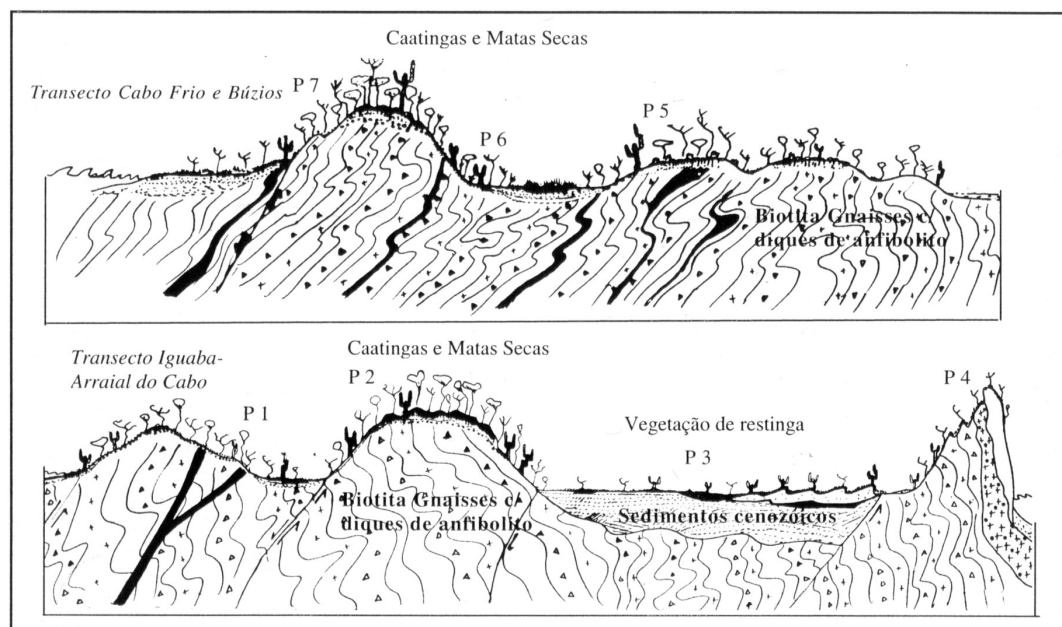 Caatingas e Matas Secas
Transecto Cabo Frio e Búzios
P 7
P 6
P 5
Biotita Gnaisses c/
diques de anfibolito
Transecto Iguaba-
Arraial do Cabo
Caatingas e Matas Secas
P 1
P 2
Biotita Gnaisses c/
diques de anfibolito
Vegetação de restinga
P 3
Sedimentos cenozóicos
P 4